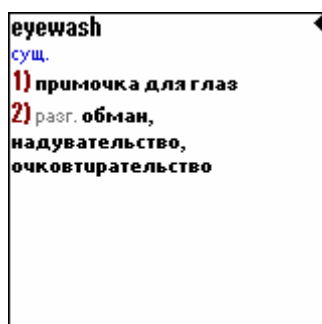 eyewash
сущ.
1) примочка для глаз
2) разг. обман,
надувательство,
очковтирательство